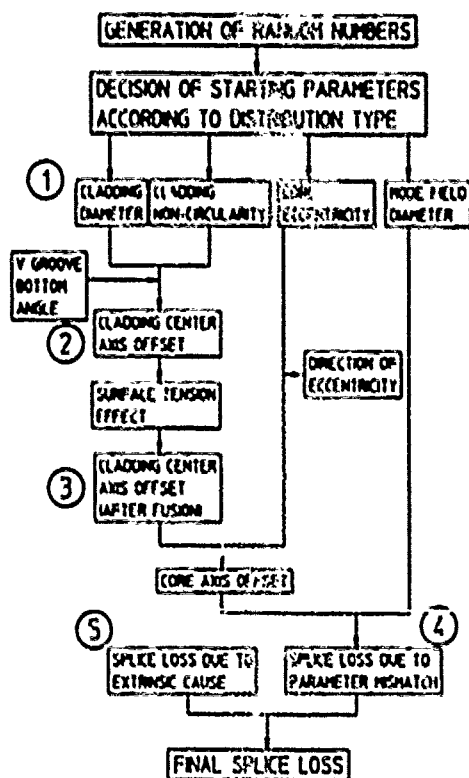 GENERATION OF RANDOM NUMBERS
DECISION OF STARTING PARAMETERS
ACCORDING TO DISTRIBUTION TYPE
1
CLADDING
DIAMETER
CLADDING
NON-CIRCULARITY
CORE
ECCENTRICITY
MODE FIELD
DIAMETER
V GROOVE
BOTTOM
ANGLE
2
CLADDING CENTER
AXIS OFFSET
DIRECTION OF
ECCENTRICITY
SURFACE TENSION
EFFECT
3
CLADDING CENTER
AXIS OFFSET
(AFTER FUSION)
CORE AXIS OFFSET
5
4
SPLICE LOSS DUE TO
EXTRINSIC CAUSE
SPLICE LOSS DUE TO
PARAMETER MISMATCH
FINAL SPLICE LOSS